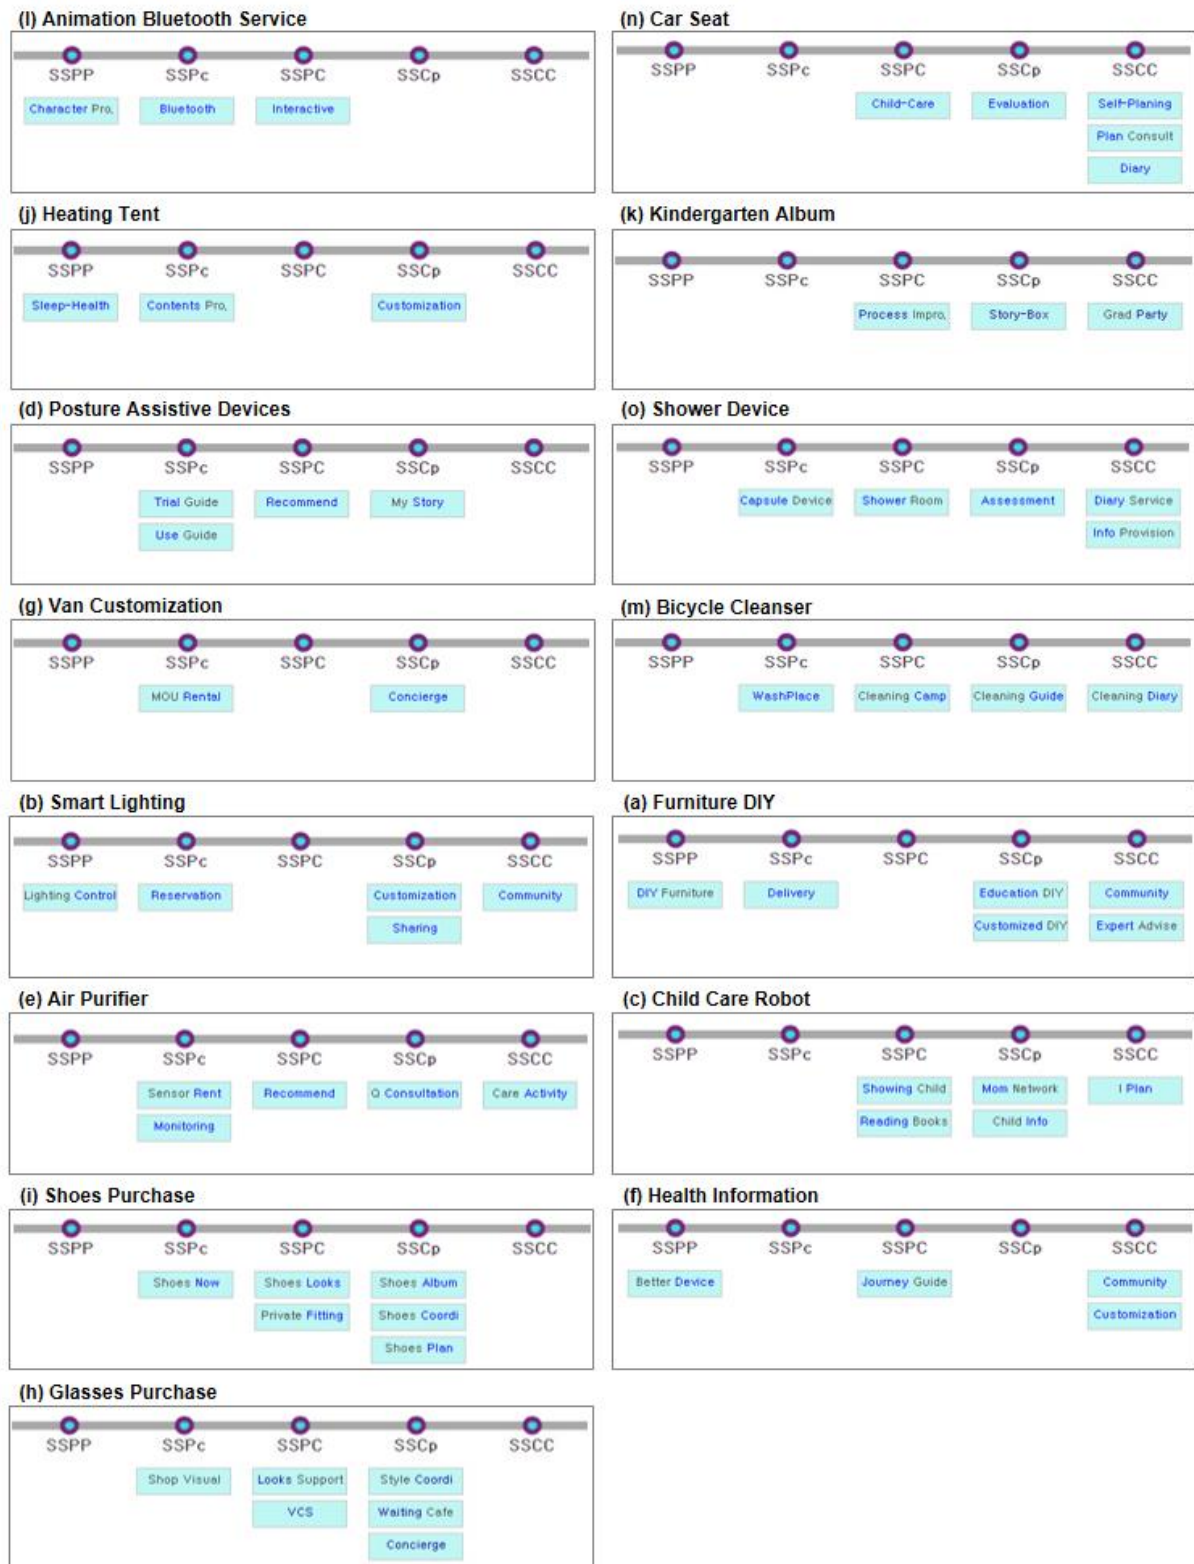 (l) Animation Bluetooth Service
SSPP SSPc SSPC SSCp SSCC
Character Pro, Bluetooth Interactive
(n) Car Seat
SSPP SSPc SSPC SSCp SSCC
Child-Care Evaluation Self-Planing
Plan Consult
Diary
(j) Heating Tent
SSPP SSPc SSPC SSCp SSCC
Sleep-Health Contents Pro, Customization
(k) Kindergarten Album
SSPP SSPc SSPC SSCp SSCC
Process Impro, Story-Box Grad Party
(d) Posture Assistive Devices
SSPP SSPc SSPC SSCp SSCC
Trial Guide Recommend My Story
Use Guide
(o) Shower Device
SSPP SSPc SSPC SSCp SSCC
Capsule Device Shower Room Assessment Diary Service
Info Provision
(g) Van Customization
SSPP SSPc SSPC SSCp SSCC
MOU Rental Concierge
(m) Bicycle Cleanser
SSPP SSPc SSPC SSCp SSCC
WashPlace Cleaning Camp Cleaning Guide Cleaning Diary
(b) Smart Lighting
SSPP SSPc SSPC SSCp SSCC
Lighting Control Reservation Customization Community
Sharing
(a) Furniture DIY
SSPP SSPc SSPC SSCp SSCC
DIY Furniture Delivery Education DIY Community
Customized DIY Expert Advise
(e) Air Purifier
SSPP SSPc SSPC SSCp SSCC
Sensor Rent Recommend Q Consultation Care Activity
Monitoring
(c) Child Care Robot
SSPP SSPc SSPC SSCp SSCC
Showing Child Mom Network I Plan
Reading Books Child Info
(i) Shoes Purchase
SSPP SSPc SSPC SSCp SSCC
Shoes Now Shoes Looks Shoes Album
Private Fitting Shoes Coordi
Shoes Plan
(f) Health Information
SSPP SSPc SSPC SSCp SSCC
Better Device Journey Guide Community
Customization
(h) Glasses Purchase
SSPP SSPc SSPC SSCp SSCC
Shop Visual Looks Support Style Coordi
VCS Waiting Cafe
Concierge